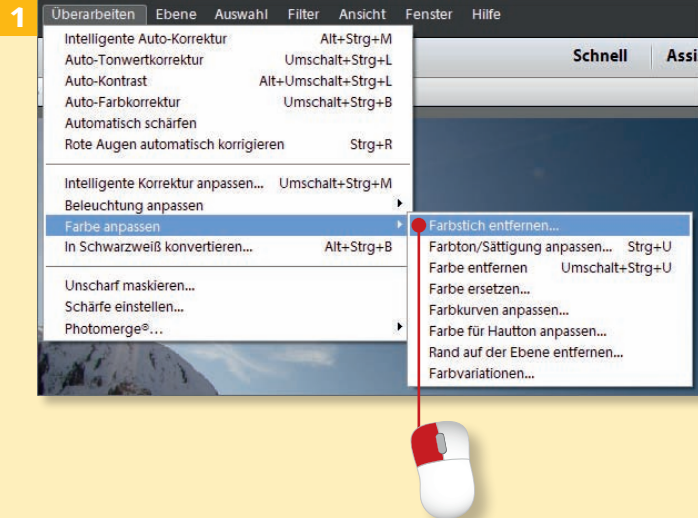 1
Überarbeiten Ebene Auswahl Filter Ansicht Fenster Hilfe
Schnell Assi
Intelligente Auto-Korrektur Alt+Strg+M
Auto-Tonwertkorrektur Umschalt+Strg+L
Auto-Kontrast Alt+Umschalt+Strg+L
Auto-Farbkorrektur Umschalt+Strg+B
Automatisch schärfen
Rote Augen automatisch korrigieren Strg+R
Intelligente Korrektur anpassen... Umschalt+Strg+M
Beleuchtung anpassen
Farbe anpassen
In Schwarzweiß konvertieren... Alt+Strg+B
Unscharf maskieren...
Schärfe einstellen...
Photomerge®...
Farbstich entfernen...
Farbton/Sättigung anpassen... Strg+U
Farbe entfernen Umschalt+Strg+U
Farbe ersetzen...
Farbkurven anpassen...
Farbe für Hautton anpassen...
Rand auf der Ebene entfernen...
Farbvariationen...